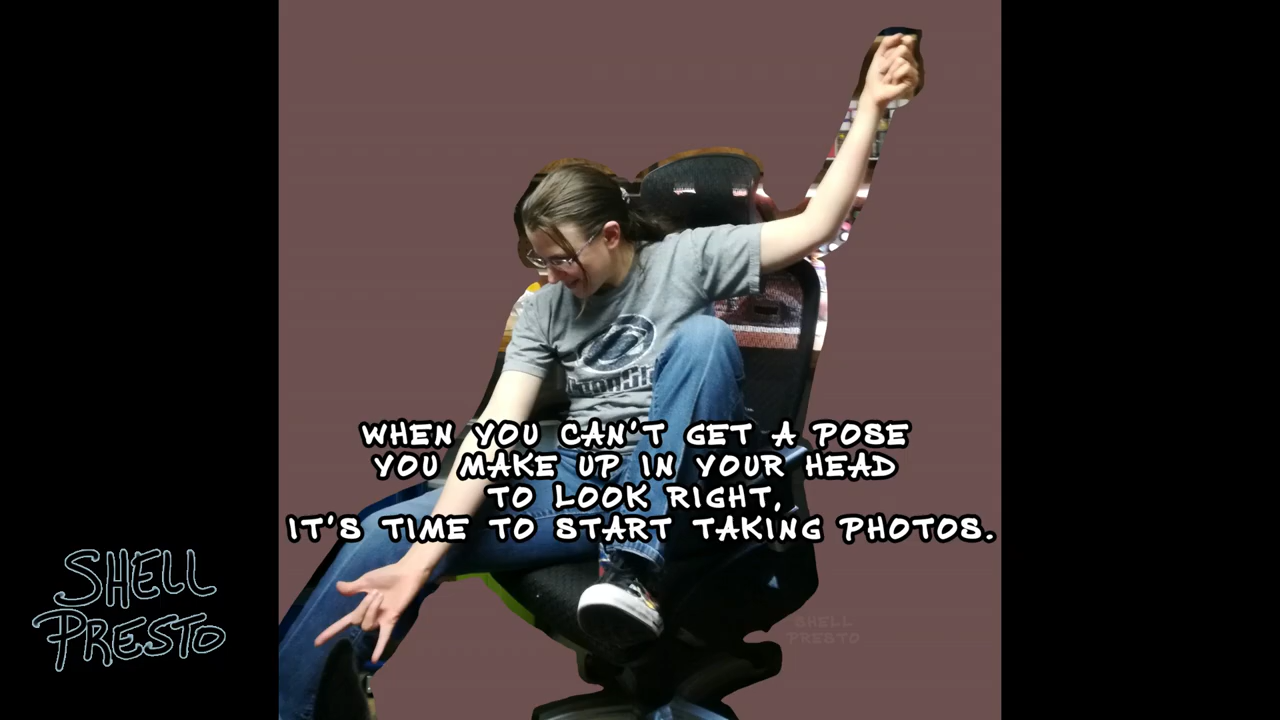 WHEN YOU CAN'T GET A POSE
YOU MAKE UP IN YOUR HEAD
TO LOOK RIGHT,
IT'S TIME TO START TAKING PHOTOS.
SHELL
PRESTO
SHELL
PRESTO